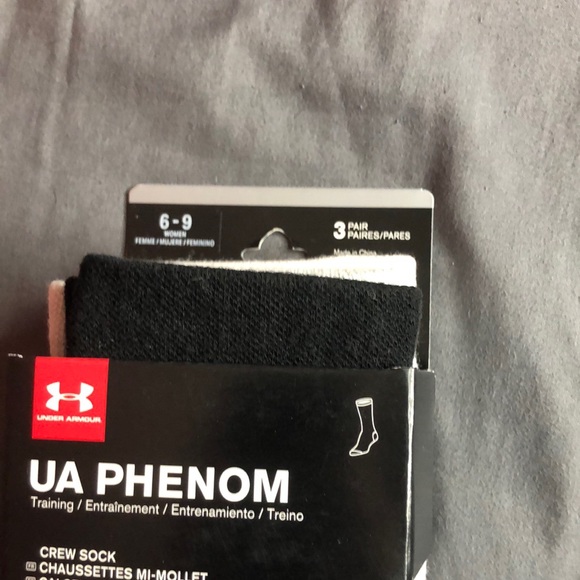 6-9
WOMEN
FEMME/MUJERE/FEMININO
3 PAIR
PAIRES/PARES
Made in China
UNDER ARMOUR
UA PHENOM
Training / Entraînement / Entrenamiento / Treino
CREW SOCK
FR CHAUSSETTES MI-MOLLET